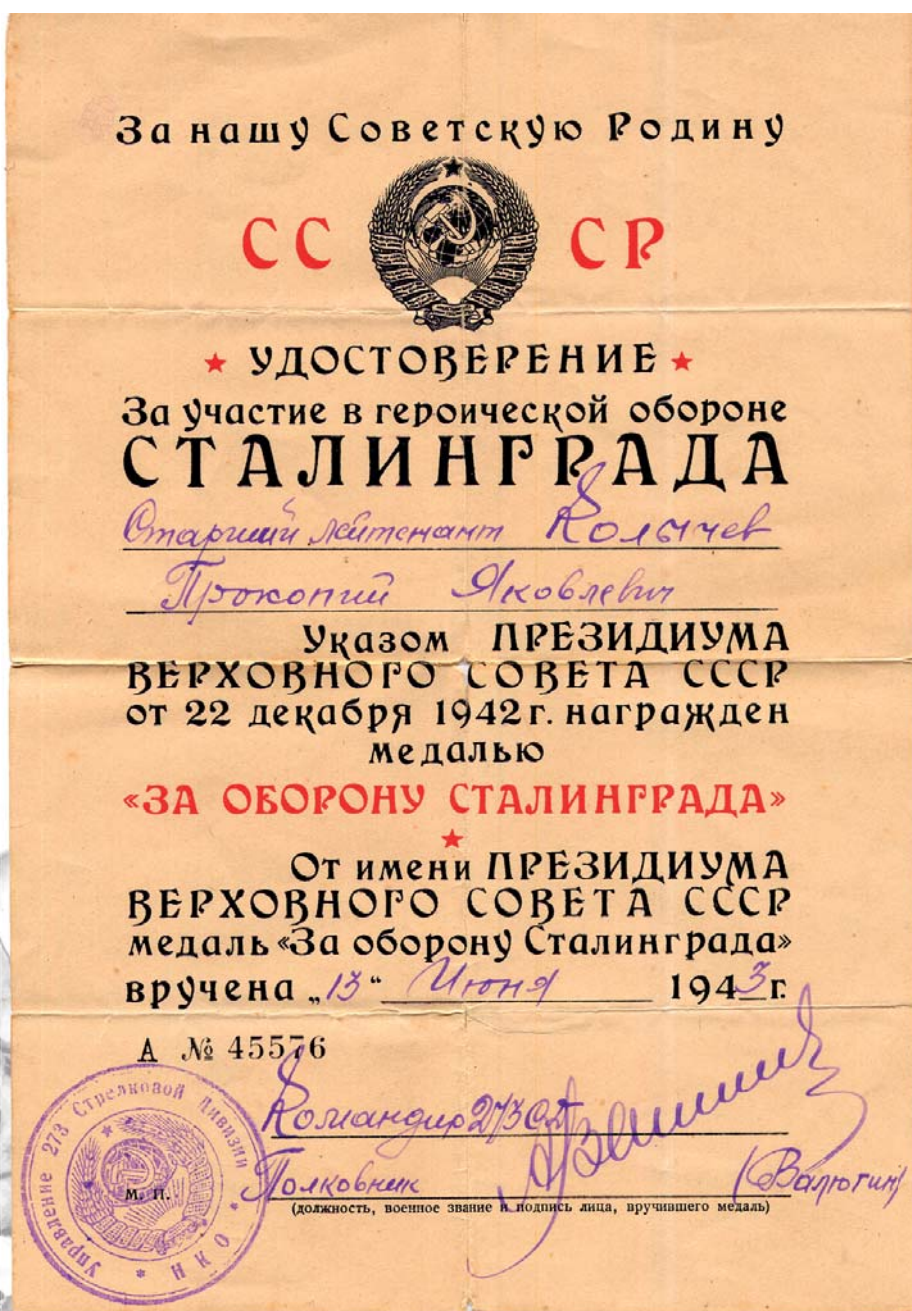 За нашу Советскую Родину
СС СР
УДОСТОВЕРЕНИЕ
За участие в героической обороне
СТАЛИНГРАДА
Старший лейтенант Колычев
Прокопий Яковлевич
Указом ПРЕЗИДИУМА
ВЕРХОВНОГО СОВЕТА СССР
от 22 декабря 1942 г. награжден
медалью
«ЗА ОБОРОНУ СТАЛИНГРАДА»
От имени ПРЕЗИДИУМА
ВЕРХОВНОГО СОВЕТА СССР
медаль «За оборону Сталинграда»
вручена „13“ Июня 1943 г.
А № 45576
Командир 273 СД
Полковник (Валюгин)
м. п.
(должность, военное звание и подпись лица, вручившего медаль)
Управление 273 Стрелковой Дивизии * О НКО *